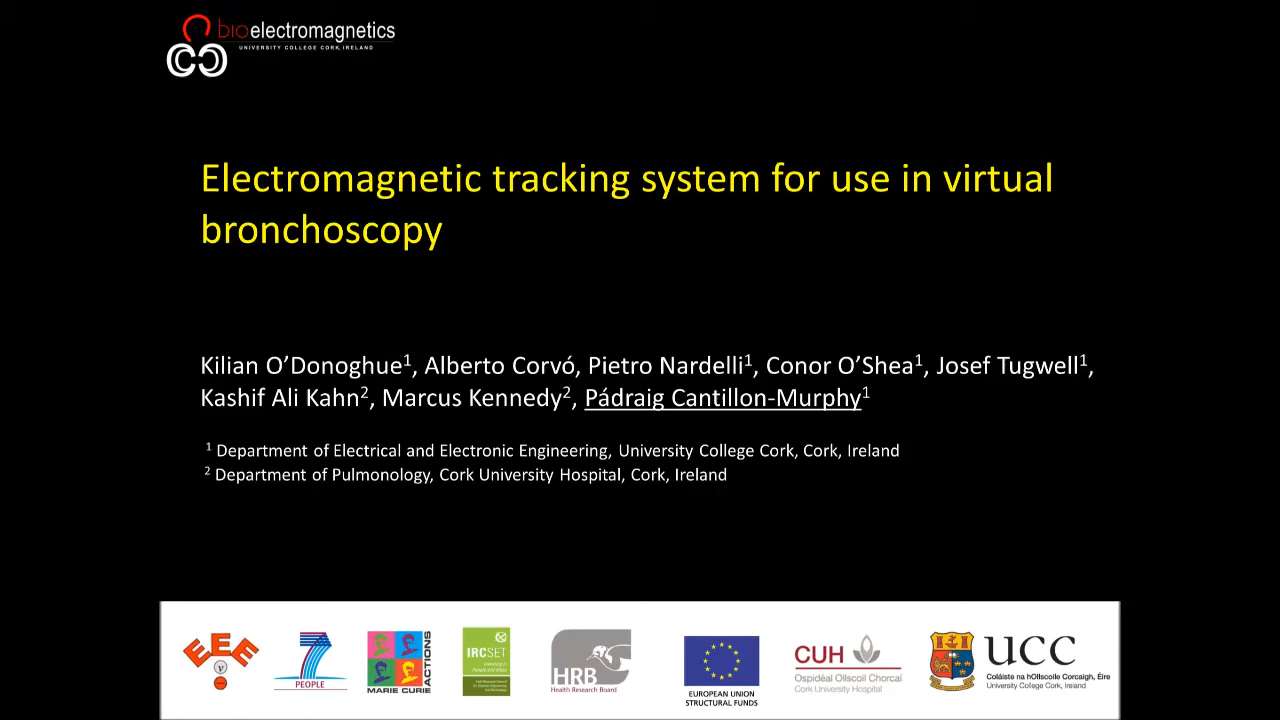 bioelectromagnetics
UNIVERSITY COLLEGE CORK, IRELAND
Electromagnetic tracking system for use in virtual
bronchoscopy
Kilian O’Donoghue¹, Alberto Corvó, Pietro Nardelli¹, Conor O’Shea¹, Josef Tugwell¹,
Kashif Ali Kahn², Marcus Kennedy², Pádraig Cantillon-Murphy¹
¹ Department of Electrical and Electronic Engineering, University College Cork, Cork, Ireland
² Department of Pulmonology, Cork University Hospital, Cork, Ireland
EEE
V
7
PEOPLE
MARIE CURIE
ACTIONS
IRCSET
HRB
Health Research Board
EUROPEAN UNION
STRUCTURAL FUNDS
CUH
Ospidéal Ollscoil Chorcaí
Cork University Hospital
UCC
Coláiste na hOllscoile Corcaigh, Éire
University College Cork, Ireland